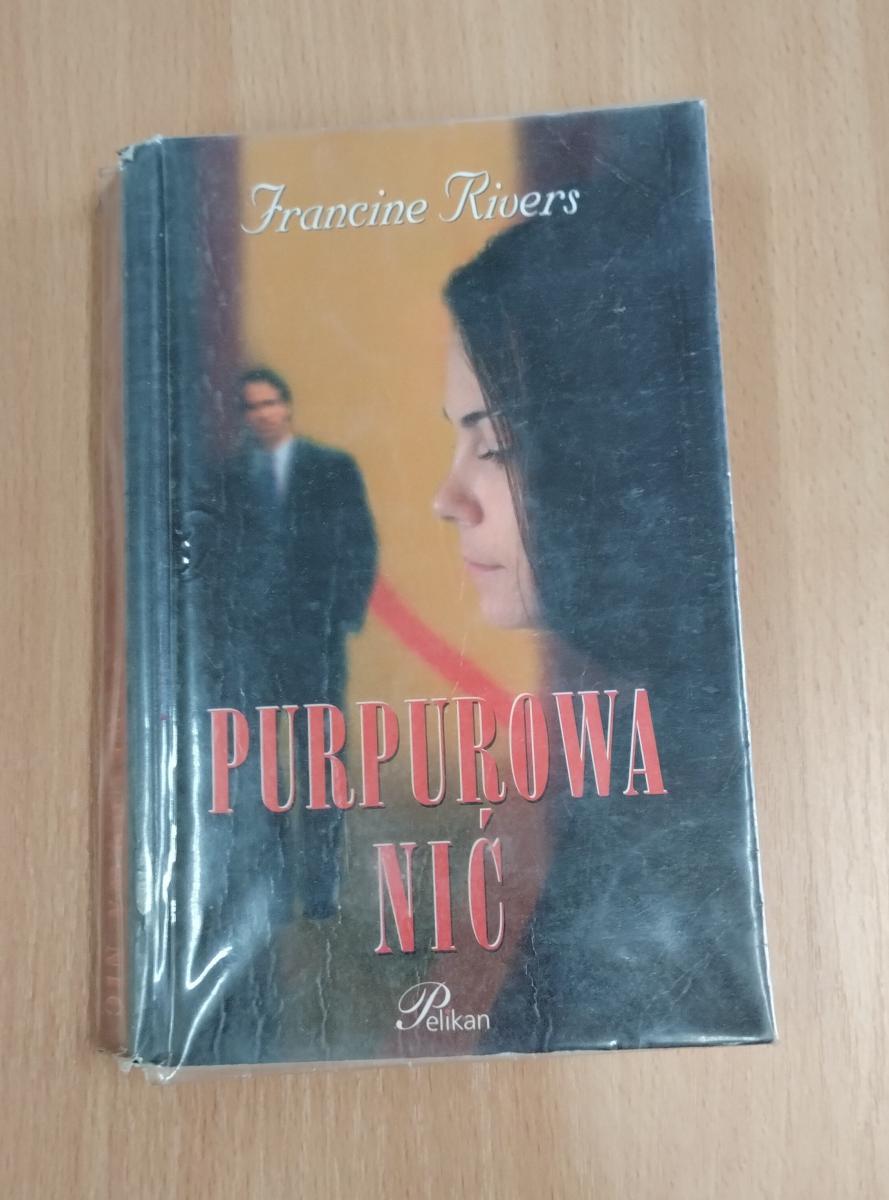 Francine Rivers
PURPUROWA
NIĆ
Pelikan